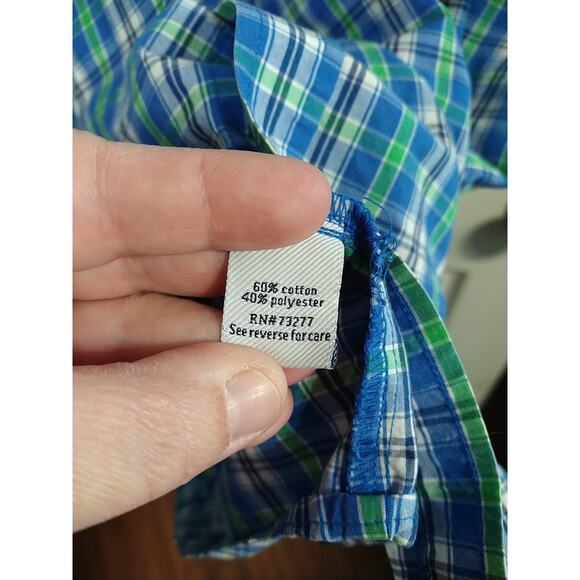 60% cotton
40% polyester
RN#73277
See reverse for care